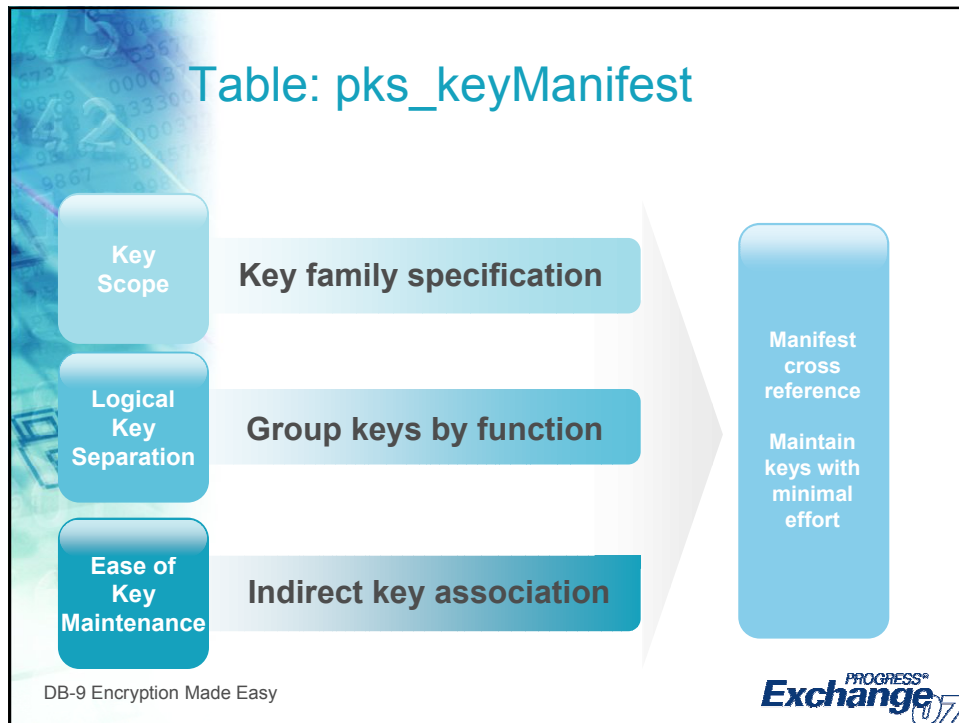 Table: pks_keyManifest
Key
Scope
Key family specification
Logical
Key
Separation
Group keys by function
Ease of
Key
Maintenance
Indirect key association
Manifest
cross
reference
Maintain
keys with
minimal
effort
DB-9 Encryption Made Easy
PROGRESS®
Exchange07